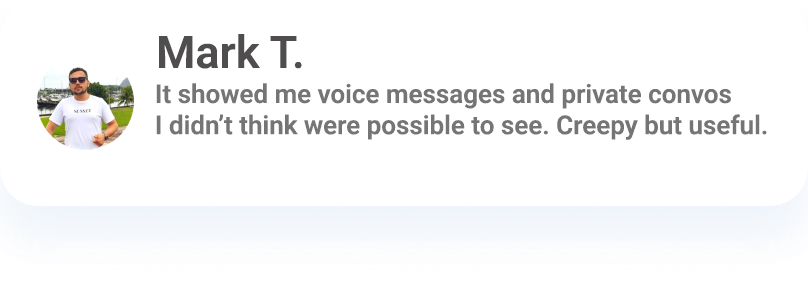 Mark T.
It showed me voice messages and private convos
I didn’t think were possible to see. Creepy but useful.